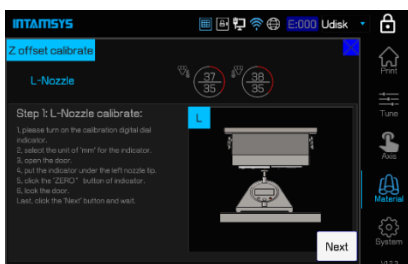 INTAMSYS
E:000 Udisk
Z offset calibrate
L-Nozzle
37
35
38
35
Step 1: L-Nozzle calibrate:
1, please turn on the calibration digital dial
indicator.
2, select the unit of 'mm' for the indicator.
3, open the door.
4, put the indicator under the left nozzle tip.
5, click the 'ZERO" button of indicator.
6, lock the door.
Last, click the 'Next' button and wait.
L
Next
Print
Tune
Axis
Material
System